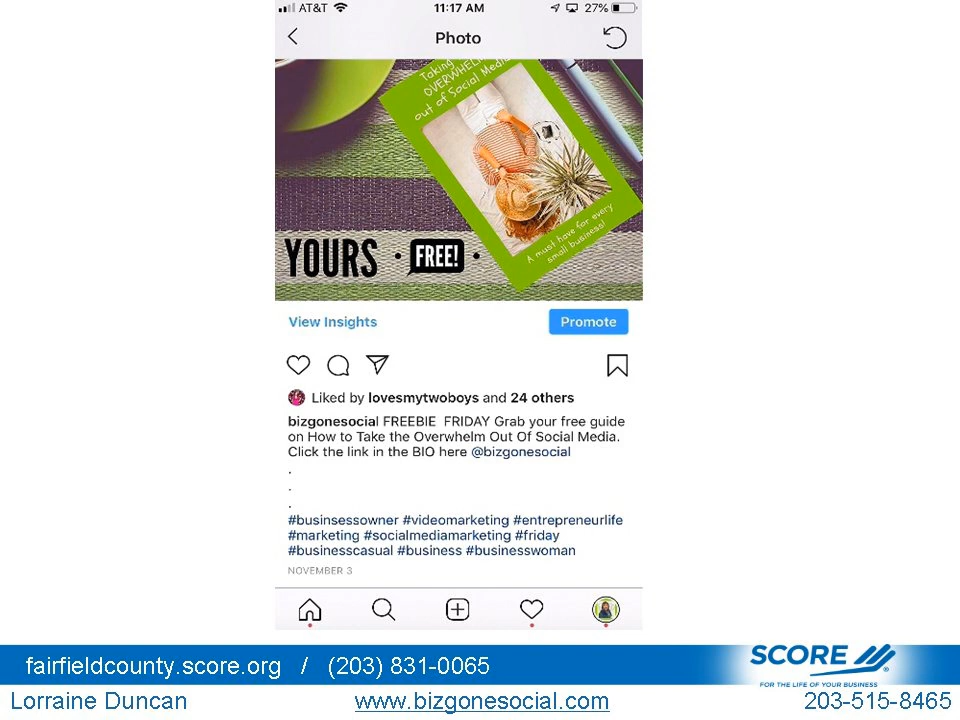 AT&T 11:17 AM 27%
Photo
Taking
OVERWHELM
out of Social Media
A must have for every
small business!
YOURS · FREE! ·
View Insights Promote
Liked by lovesmytwoboys and 24 others
bizgonesocial FREEBIE FRIDAY Grab your free guide
on How to Take the Overwhelm Out Of Social Media.
Click the link in the BIO here @bizgonesocial
.
.
.
#businsessowner #videomarketing #entrepreneurlife
#marketing #socialmediamarketing #friday
#businesscasual #business #businesswoman
NOVEMBER 3
fairfieldcounty.score.org / (203) 831-0065
SCORE
FOR THE LIFE OF YOUR BUSINESS
Lorraine Duncan www.bizgonesocial.com 203-515-8465